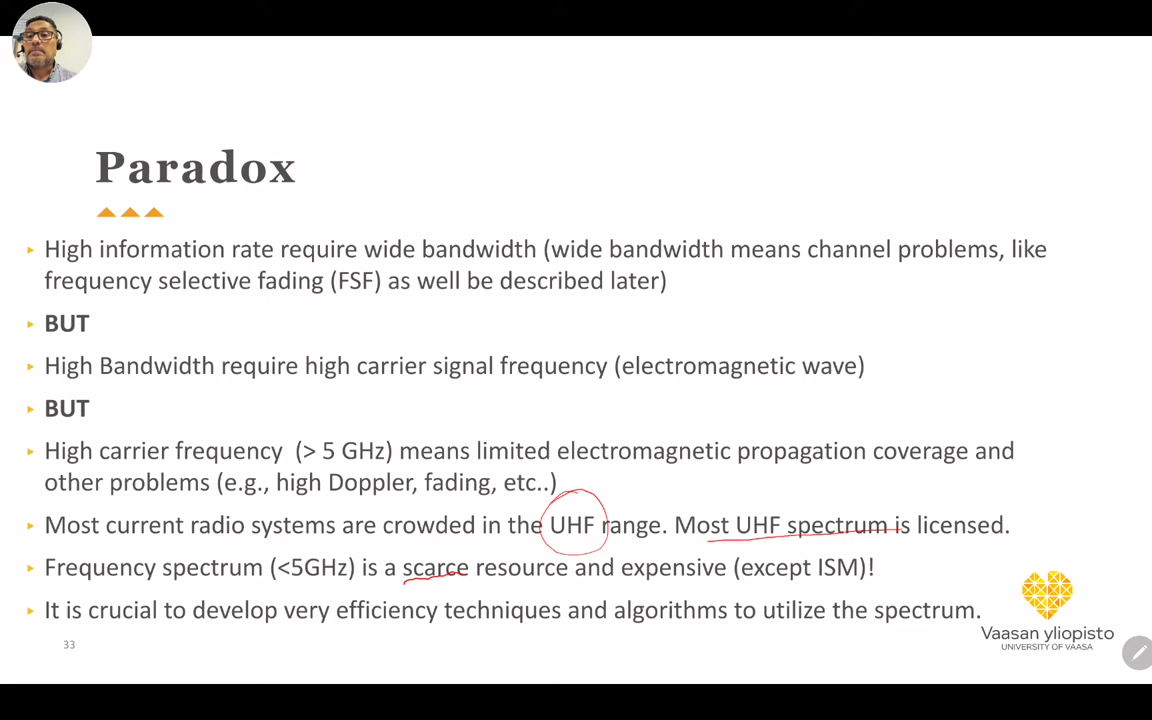 Paradox
High information rate require wide bandwidth (wide bandwidth means channel problems, like
frequency selective fading (FSF) as well be described later)
BUT
High Bandwidth require high carrier signal frequency (electromagnetic wave)
BUT
High carrier frequency (> 5 GHz) means limited electromagnetic propagation coverage and
other problems (e.g., high Doppler, fading, etc..)
Most current radio systems are crowded in the UHF range. Most UHF spectrum is licensed.
Frequency spectrum (<5GHz) is a scarce resource and expensive (except ISM)!
It is crucial to develop very efficiency techniques and algorithms to utilize the spectrum.
33
Vaasan yliopisto
UNIVERSITY OF VAASA